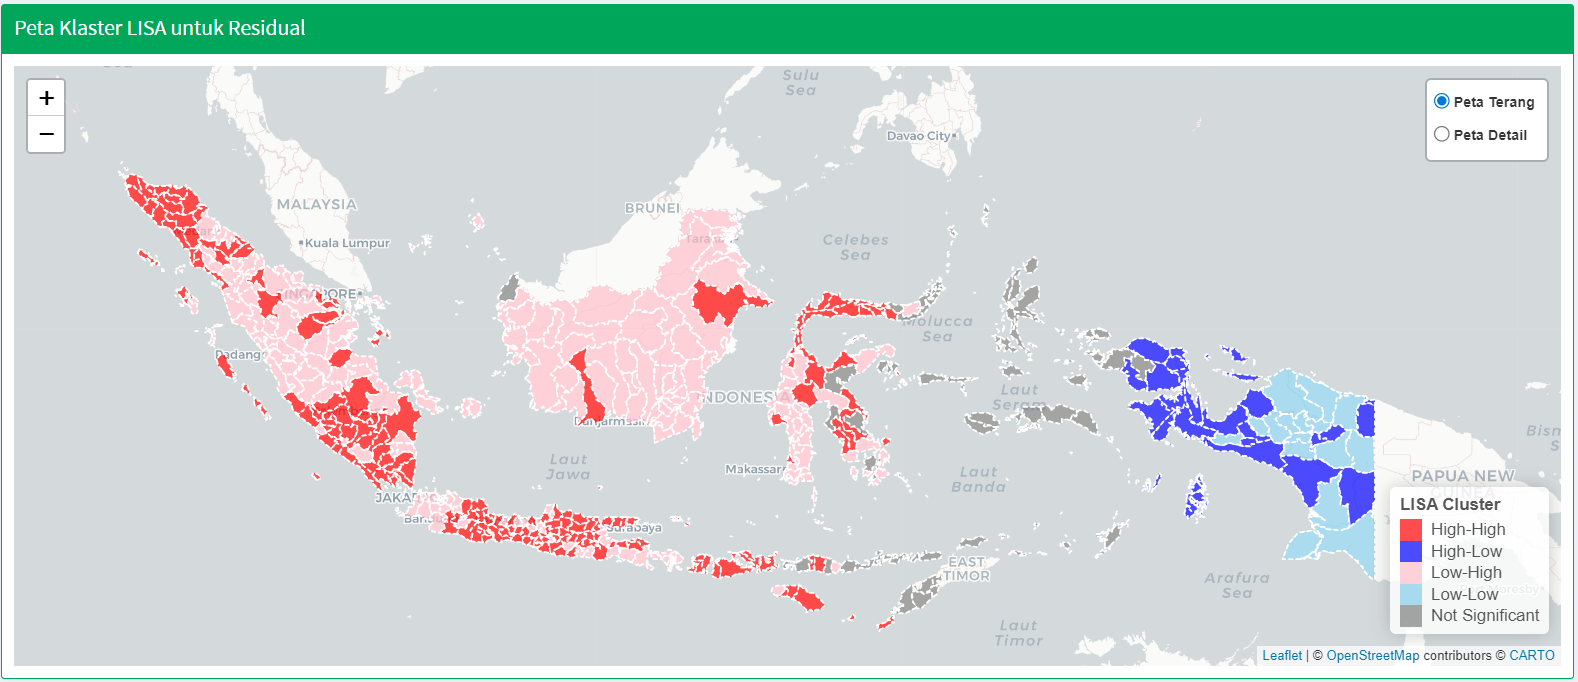 Peta Klaster LISA untuk Residual
+
−
Peta Terang
Peta Detail
Sulu
Sea
Davao City
MALAYSIA
BRUNEI
Kuala Lumpur
Celebes
Sea
Molucca
Sea
Padang
INDONESIA
Laut
Seram
Makassar
Laut
Jawa
Laut
Banda
JAKAR
Surabaya
EAST
TIMOR
Arafura
Sea
Laut
Timor
PAPUA NEW
GUINEA
LISA Cluster
High-High
High-Low
Low-High
Low-Low
Not Significant
Leaflet | © OpenStreetMap contributors © CARTO